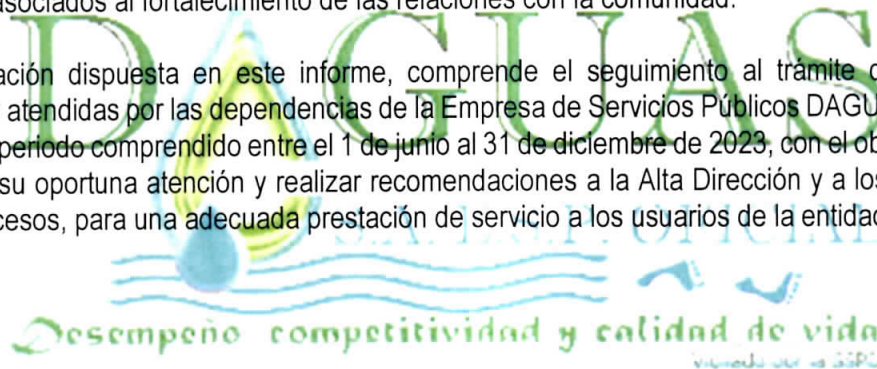 asociados al fortalecimiento de las relaciones con la comunidad.
DAGUAS
ación dispuesta en este informe, comprende el seguimiento al trámite
atendidas por las dependencias de la Empresa de Servicios Públicos DAGU
periodo comprendido entre el 1 de junio al 31 de diciembre de 2023, con el ob
su oportuna atención y realizar recomendaciones a la Alta Dirección y a los
cesos, para una adecuada prestación de servicio a los usuarios de la entidad
S.A. E.S.P. OFICIAL
Desempeño competitividad y calidad de vida